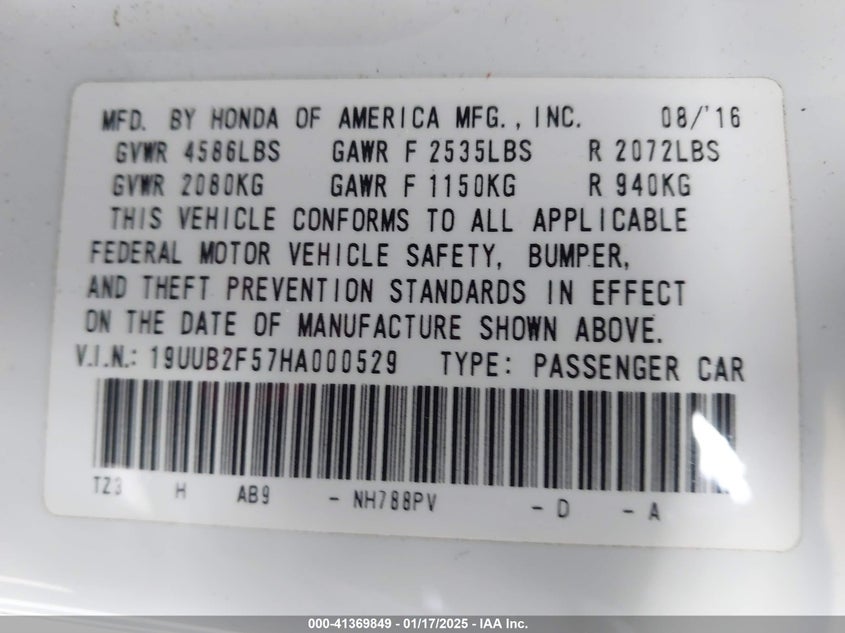 MFD. BY HONDA OF AMERICA MFG., INC. 08/'16
GVWR 4586LBS GAWR F 2535LBS R 2072LBS
GVWR 2080KG GAWR F 1150KG R 940KG
THIS VEHICLE CONFORMS TO ALL APPLICABLE
FEDERAL MOTOR VEHICLE SAFETY, BUMPER,
AND THEFT PREVENTION STANDARDS IN EFFECT
ON THE DATE OF MANUFACTURE SHOWN ABOVE.
V.I.N.: 19UUB2F57HA000529 TYPE: PASSENGER CAR
TZ3 H AB9 - NH788PV - D - A
000-41369849 - 01/17/2025 - IAA Inc.